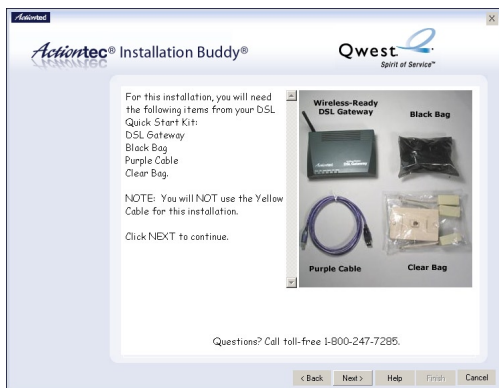 Actiontec
Actiontec® Installation Buddy®
Qwest.
Spirit of Service™
For this installation, you will need
the following items from your DSL
Quick Start Kit:
DSL Gateway
Black Bag
Purple Cable
Clear Bag.
NOTE: You will NOT use the Yellow
Cable for this installation.
Click NEXT to continue.
Wireless-Ready
DSL Gateway
Black Bag
Purple Cable
Clear Bag
Questions? Call toll-free 1-800-247-7285.
< Back
Next >
Help
Finish
Cancel